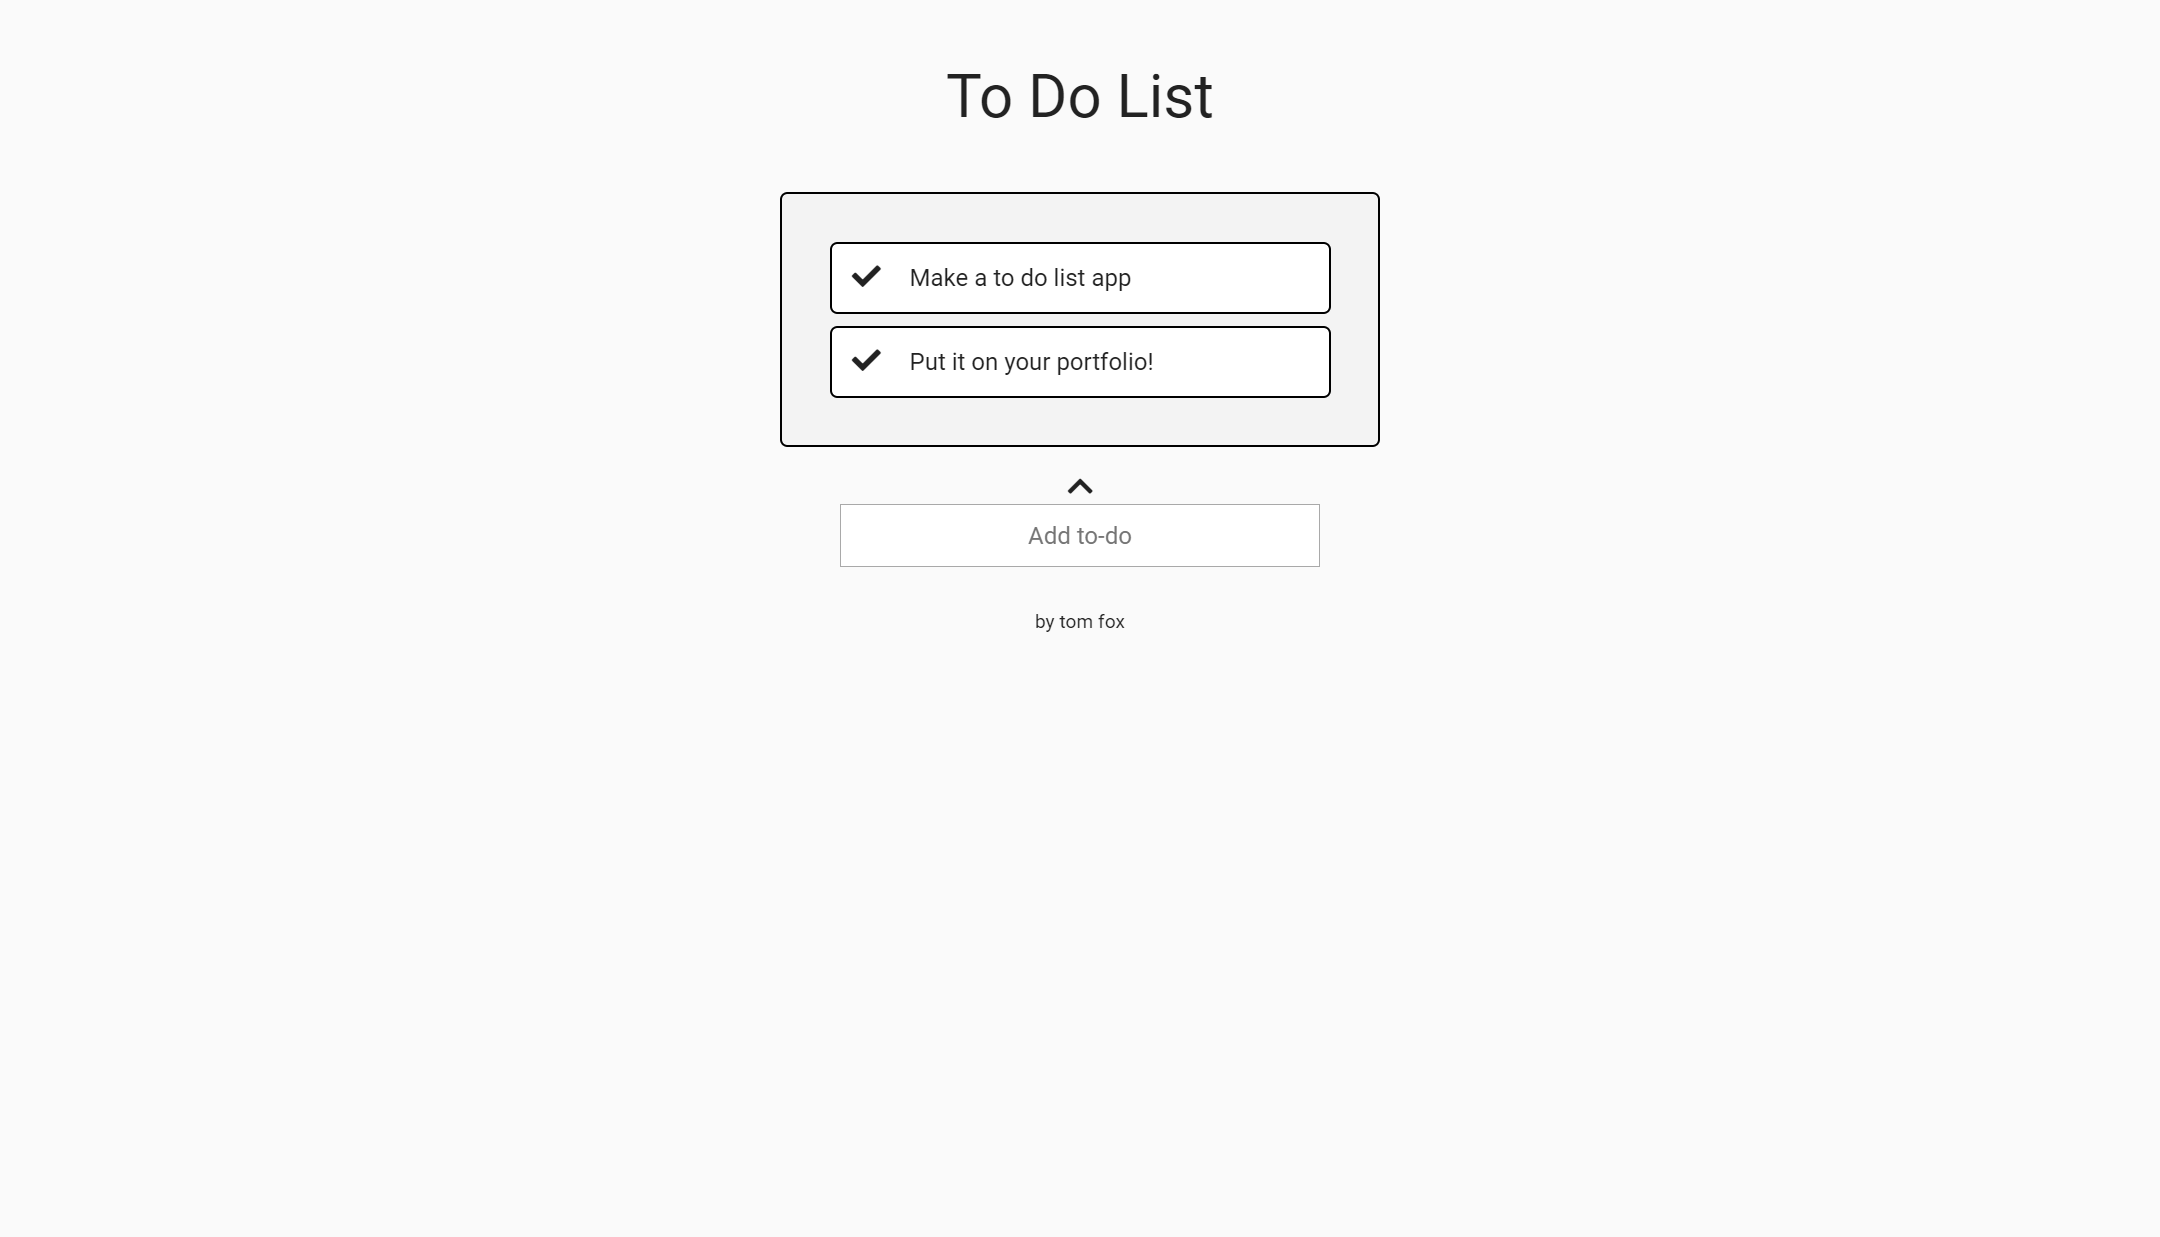 To Do List
Make a to do list app
Put it on your portfolio!
Add to-do
by tom fox